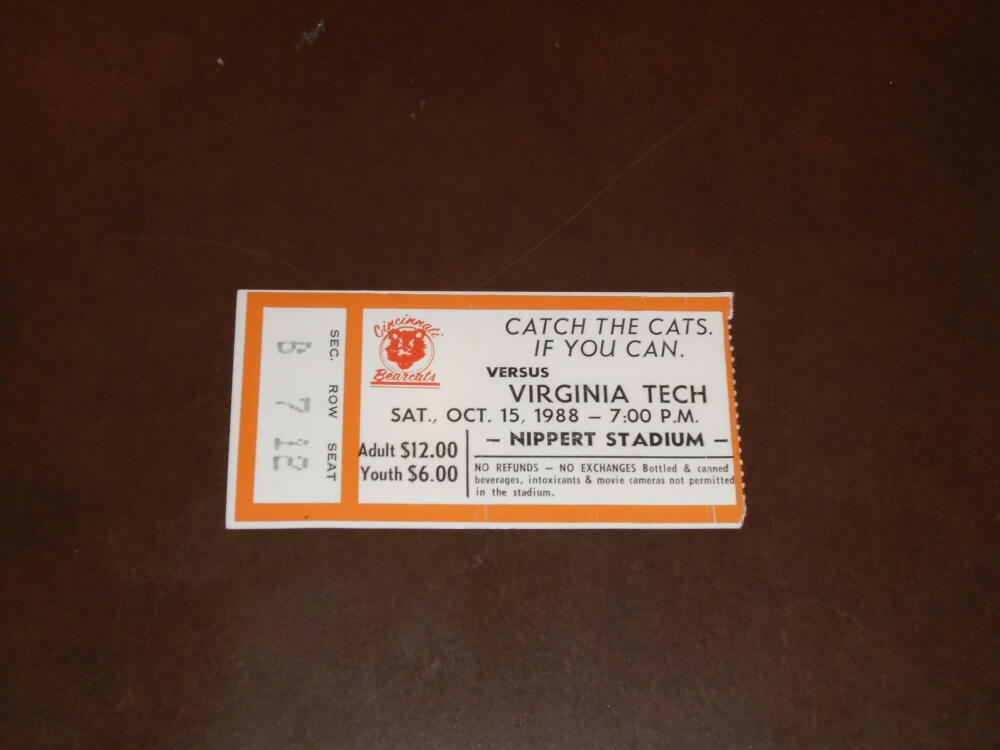 SEC. ROW SEAT
6 7 12
Cincinnati
Bearcats
CATCH THE CATS.
IF YOU CAN.
VERSUS
VIRGINIA TECH
SAT., OCT. 15, 1988 – 7:00 P.M.
– NIPPERT STADIUM –
Adult $12.00
Youth $6.00
NO REFUNDS – NO EXCHANGES Bottled & canned
beverages, intoxicants & movie cameras not permitted
in the stadium.